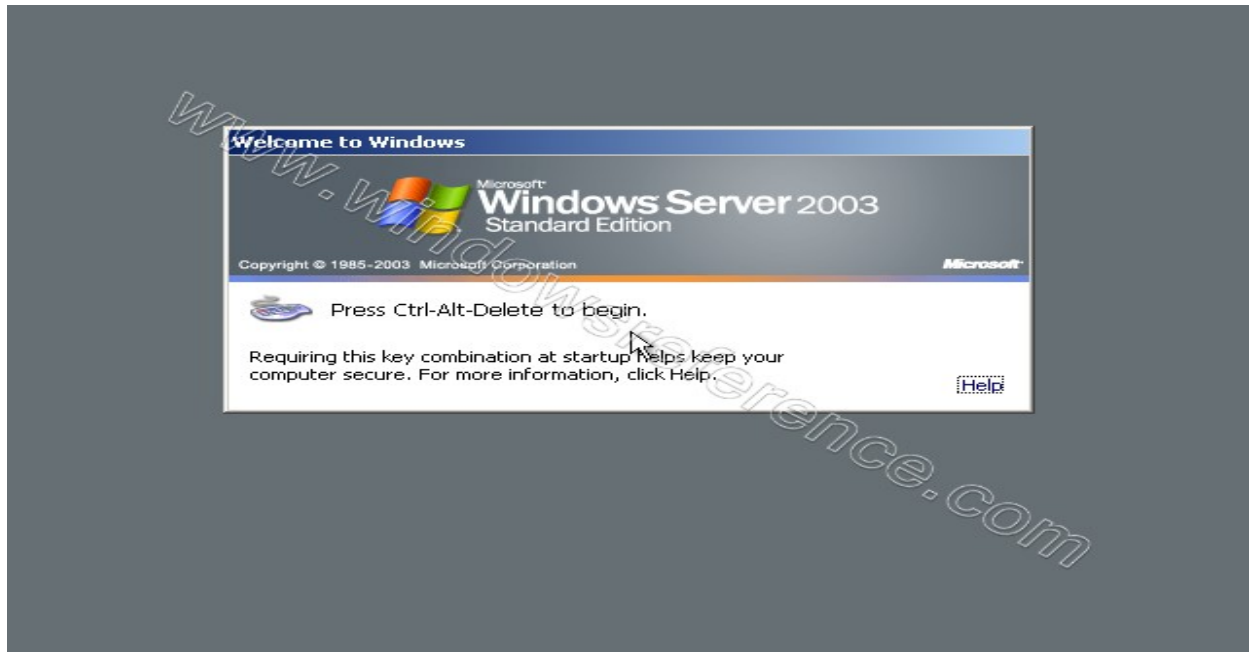 Welcome to Windows
Microsoft
Windows Server 2003
Standard Edition
Copyright © 1985-2003 Microsoft Corporation
Microsoft
Press Ctrl-Alt-Delete to begin.
Requiring this key combination at startup helps keep your
computer secure. For more information, click Help.
Help
www.windowsreference.com